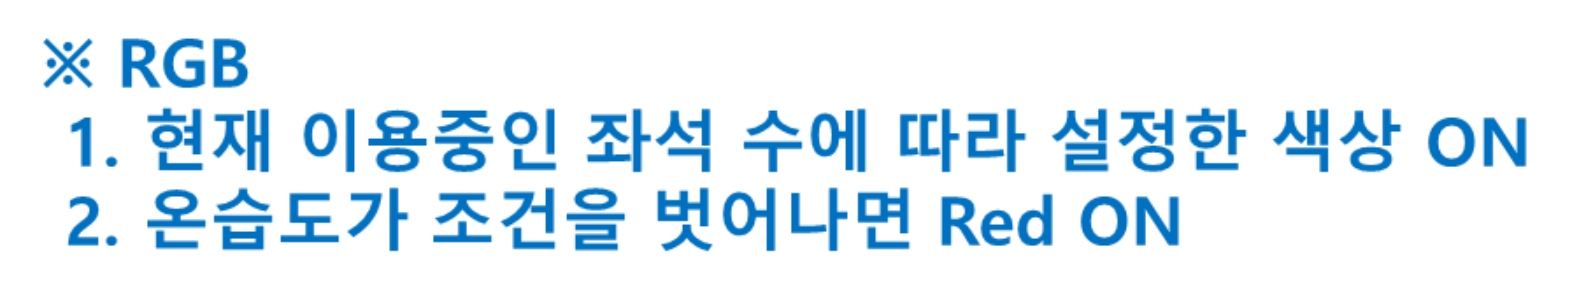 ※ RGB
1. 현재 이용중인 좌석 수에 따라 설정한 색상 ON
2. 온습도가 조건을 벗어나면 Red ON